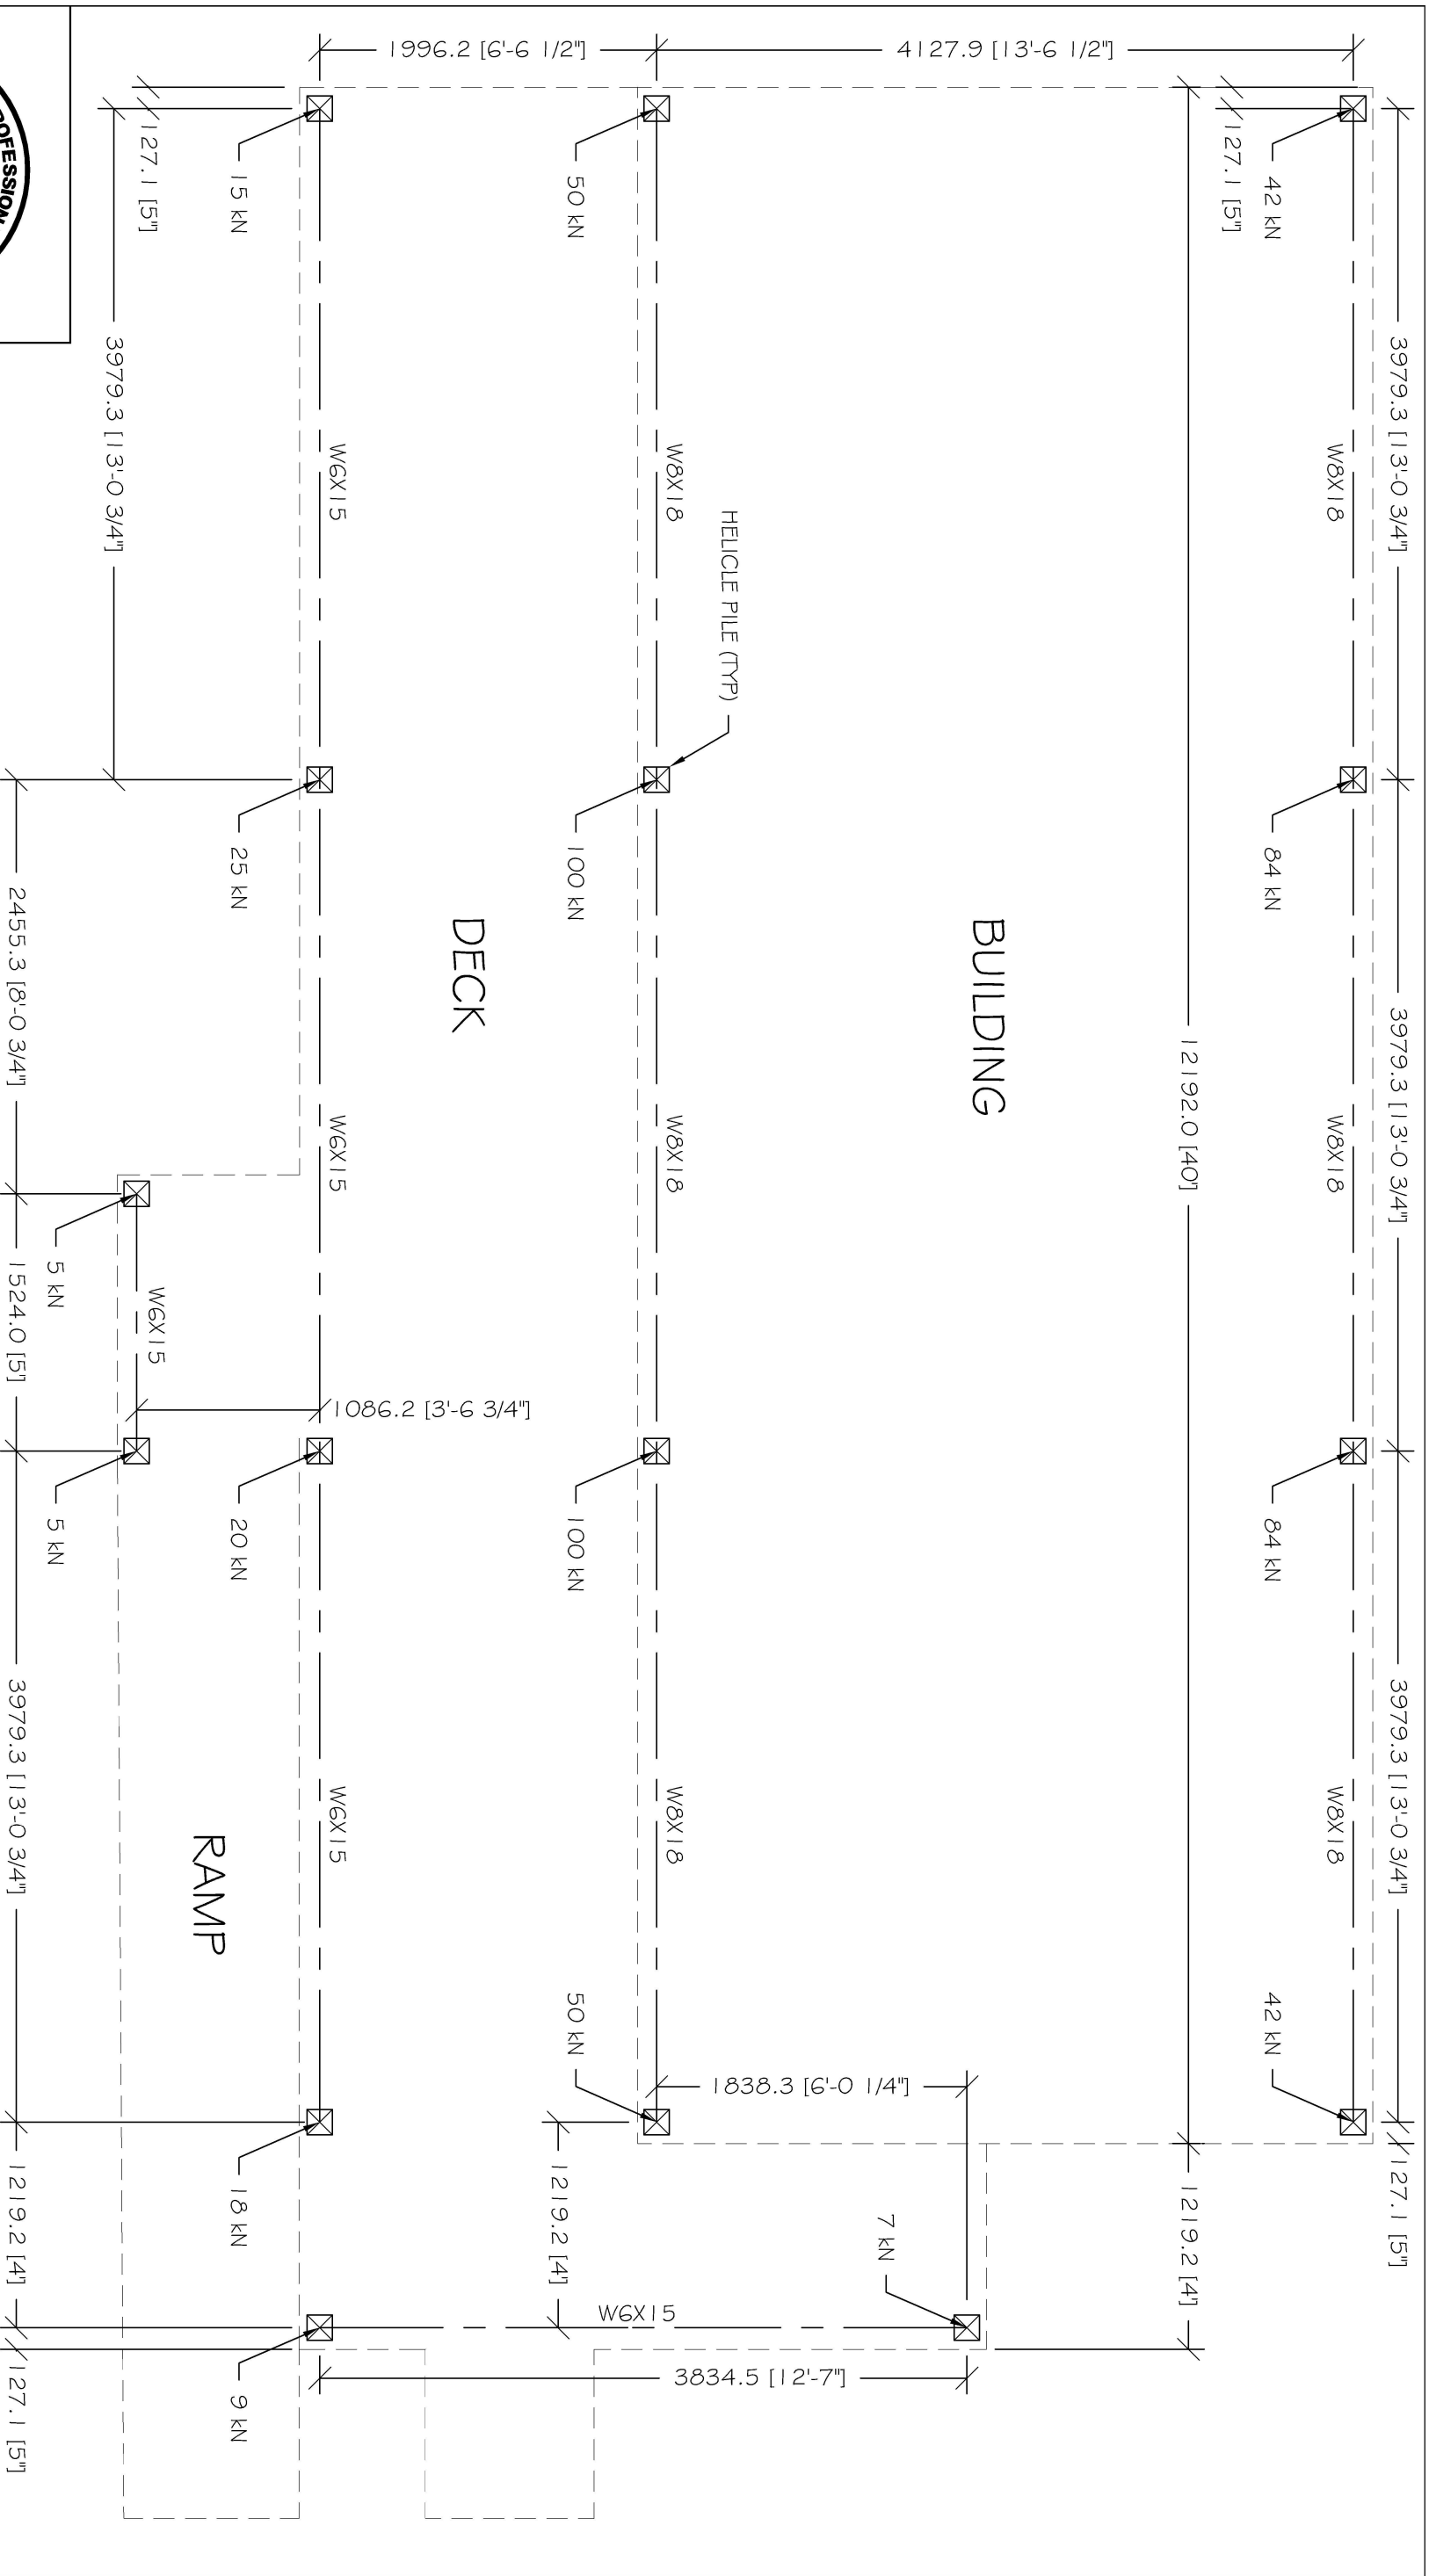 1996.2 [6'-6 1/2"]
4127.9 [13'-6 1/2"]
3979.3 [13'-0 3/4"]
3979.3 [13'-0 3/4"]
3979.3 [13'-0 3/4"]
127.1 [5"]
42 kN
84 kN
84 kN
42 kN
127.1 [5"]
W8X18
W8X18
W8X18
12192.0 [40']
1219.2 [4']
BUILDING
7 kN
1838.3 [6'-0 1/4"]
HELICLE PILE (TYP)
W8X18
W8X18
W8X18
50 kN
100 kN
100 kN
50 kN
1219.2 [4']
W6X15
3834.5 [12'-7"]
DECK
1086.2 [3'-6 3/4"]
W6X15
W6X15
W6X15
15 kN
25 kN
20 kN
18 kN
9 kN
RAMP
127.1 [5"]
W6X15
3979.3 [13'-0 3/4"]
5 kN
5 kN
2455.3 [8'-0 3/4"]
1524.0 [5']
3979.3 [13'-0 3/4"]
1219.2 [4']
127.1 [5"]